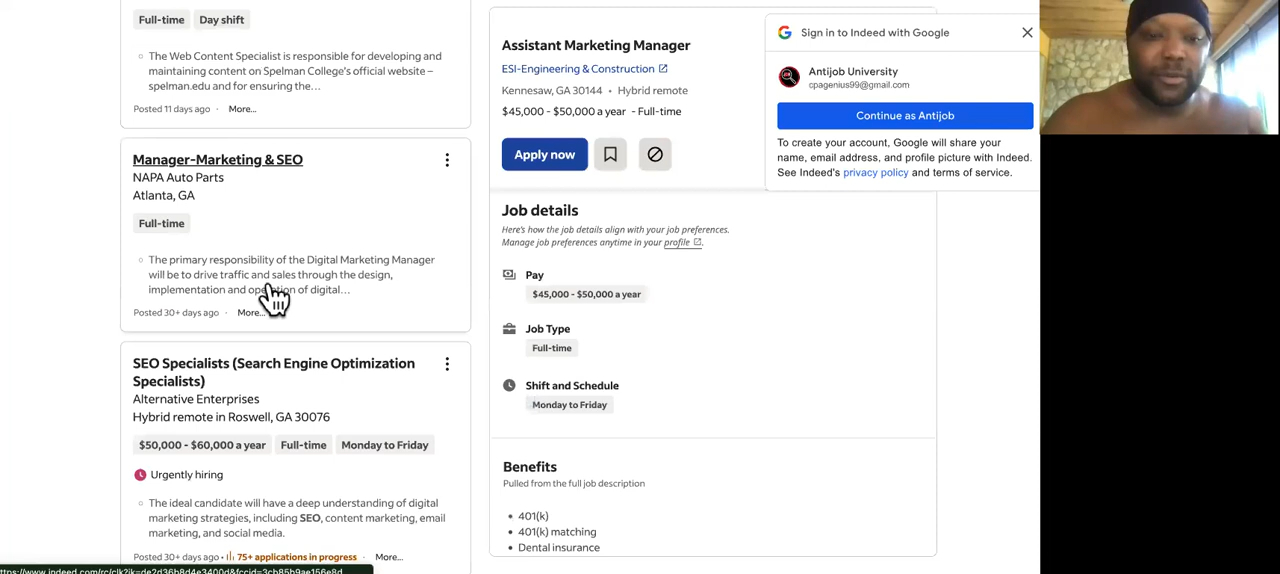 Full-time
Day shift
The Web Content Specialist is responsible for developing and
maintaining content on Spelman College's official website –
spelman.edu and for ensuring the...
Posted 11 days ago · More...
Manager-Marketing & SEO
NAPA Auto Parts
Atlanta, GA
Full-time
The primary responsibility of the Digital Marketing Manager
will be to drive traffic and sales through the design,
implementation and operation of digital...
Posted 30+ days ago · More...
SEO Specialists (Search Engine Optimization
Specialists)
Alternative Enterprises
Hybrid remote in Roswell, GA 30076
$50,000 - $60,000 a year
Full-time
Monday to Friday
Urgently hiring
The ideal candidate will have a deep understanding of digital
marketing strategies, including SEO, content marketing, email
marketing, and social media.
Posted 30+ days ago · 75+ applications in progress · More...
Assistant Marketing Manager
ESI-Engineering & Construction
Kennesaw, GA 30144 • Hybrid remote
$45,000 - $50,000 a year - Full-time
Apply now
Job details
Here's how the job details align with your job preferences.
Manage job preferences anytime in your profile.
Pay
$45,000 - $50,000 a year
Job Type
Full-time
Shift and Schedule
Monday to Friday
Benefits
Pulled from the full job description
• 401(k)
• 401(k) matching
• Dental insurance
Sign in to Indeed with Google
Antijob University
cpagenius99@gmail.com
Continue as Antijob
To create your account, Google will share your
name, email address, and profile picture with Indeed.
See Indeed's privacy policy and terms of service.